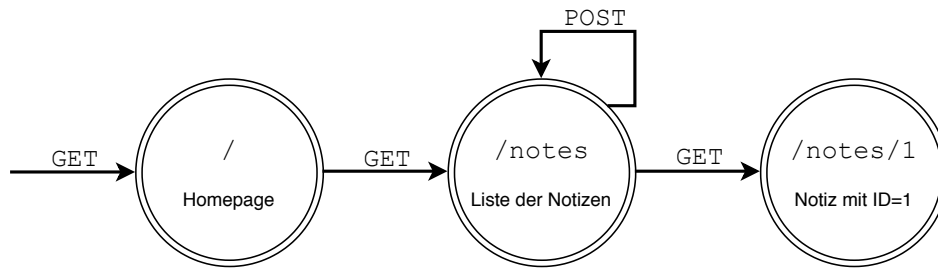 POST
GET
/
Homepage
GET
/notes
Liste der Notizen
GET
/notes/1
Notiz mit ID=1